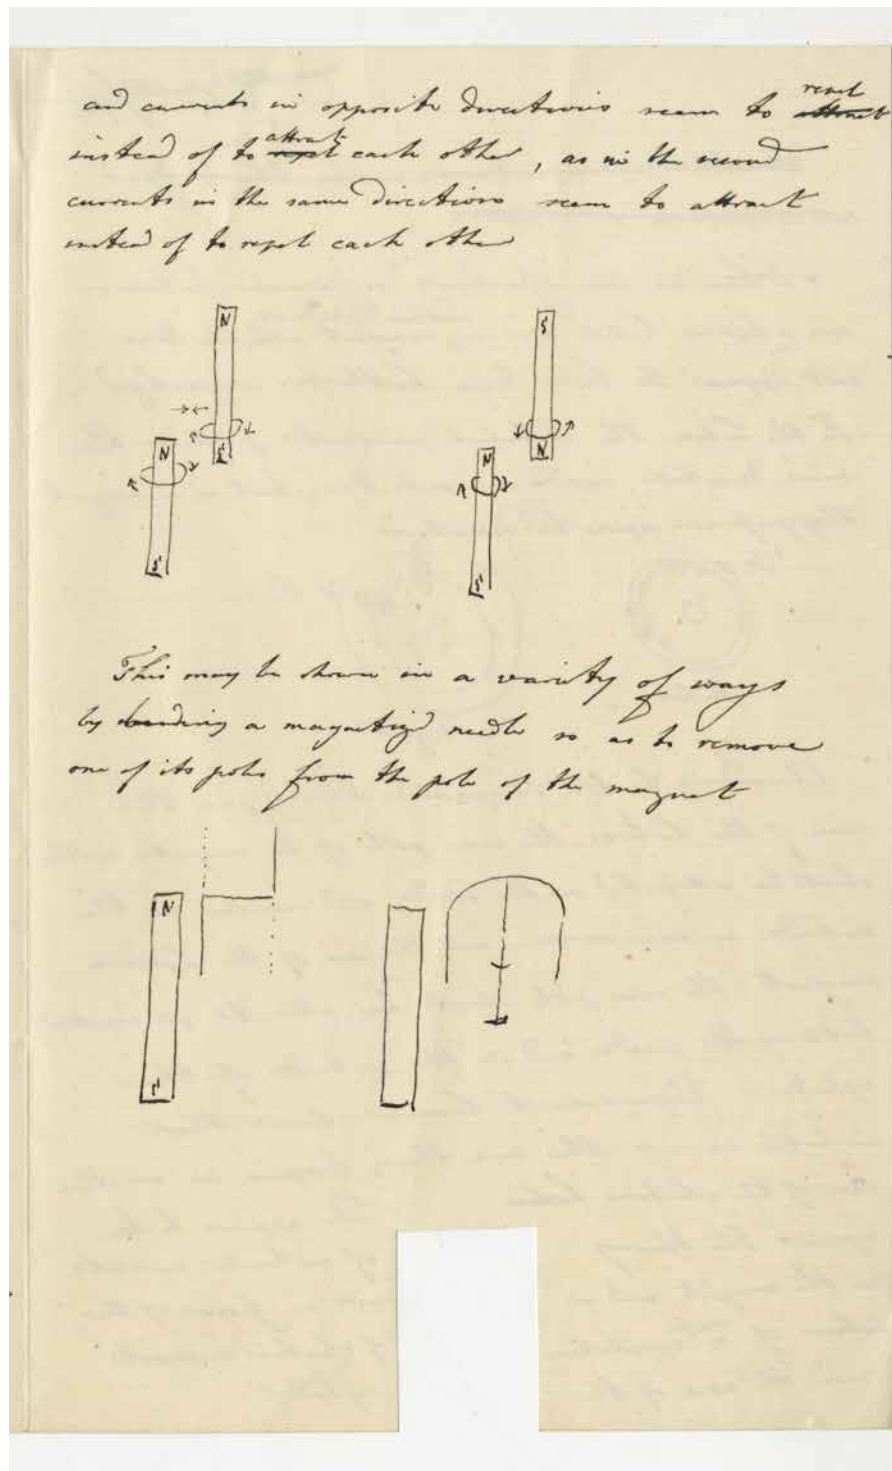 repel
and currents in opposite directions seem to attract
attract
instead of to repel each other, as in the second
currents in the same directions seem to attract
instead of to repel each other
N S
N S N N
S S
This may be shown in a variety of ways
by bending a magnetized needle so as to remove
one of its poles from the pole of the magnet
N
S